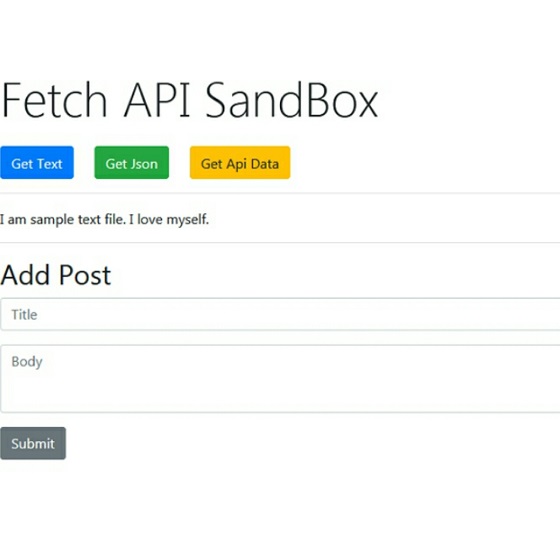 Fetch API SandBox
Get Text Get Json Get Api Data
I am sample text file. I love myself.
Add Post
Title
Body
Submit